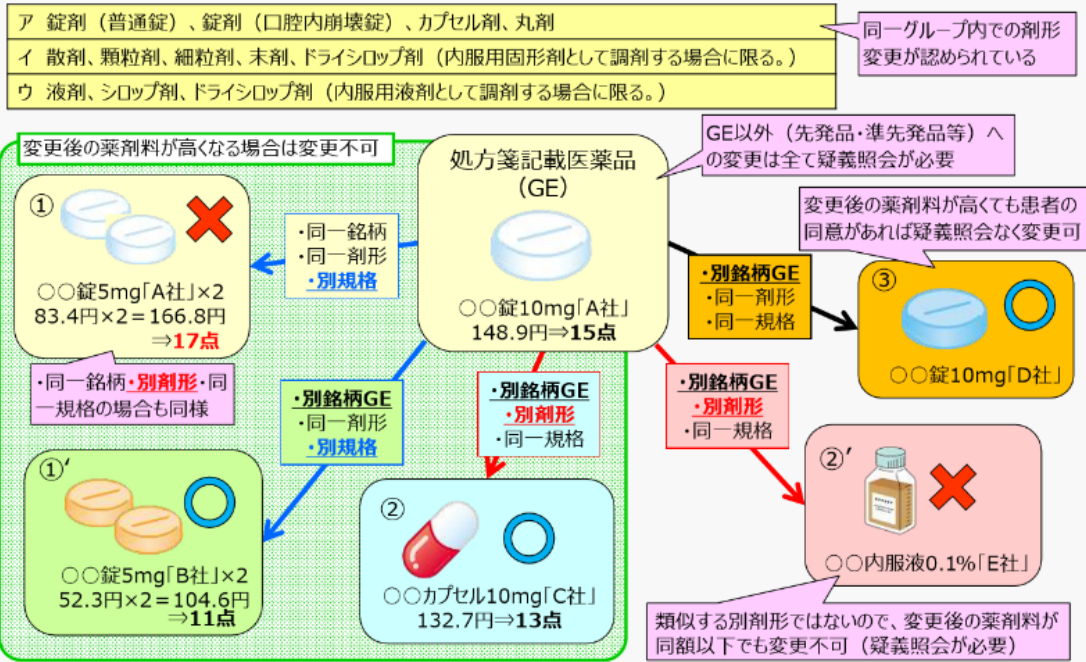 ア 錠剤（普通錠）、錠剤（口腔内崩壊錠）、カプセル剤、丸剤
イ 散剤、顆粒剤、細粒剤、末剤、ドライシロップ剤（内服用固形剤として調剤する場合に限る。）
ウ 液剤、シロップ剤、ドライシロップ剤（内服用液剤として調剤する場合に限る。）
同一グループ内での剤形
変更が認められている
変更後の薬剤料が高くなる場合は変更不可
処方箋記載医薬品
（GE）
○○錠10mg「A社」
148.9円⇒15点
GE以外（先発品・準先発品等）へ
の変更は全て疑義照会が必要
①
○○錠5mg「A社」×2
83.4円×2＝166.8円
⇒17点
・同一銘柄
・同一剤形
・別規格
・同一銘柄・別剤形・同
一規格の場合も同様
変更後の薬剤料が高くても患者の
同意があれば疑義照会なく変更可
・別銘柄GE
・同一剤形
・同一規格
③
○○錠10mg「D社」
・別銘柄GE
・同一剤形
・別規格
①′
○○錠5mg「B社」×2
52.3円×2＝104.6円
⇒11点
・別銘柄GE
・別剤形
・同一規格
②
○○カプセル10mg「C社」
132.7円⇒13点
・別銘柄GE
・別剤形
・同一規格
②′
○○内服液0.1%「E社」
類似する別剤形ではないので、変更後の薬剤料が
同額以下でも変更不可（疑義照会が必要）